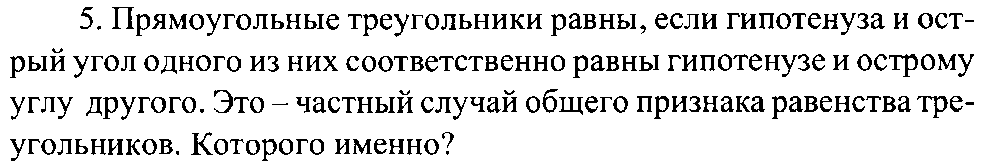 5. Прямоугольные треугольники равны, если гипотенуза и ост-
рый угол одного из них соответственно равны гипотенузе и острому
углу другого. Это – частный случай общего признака равенства тре-
угольников. Которого именно?